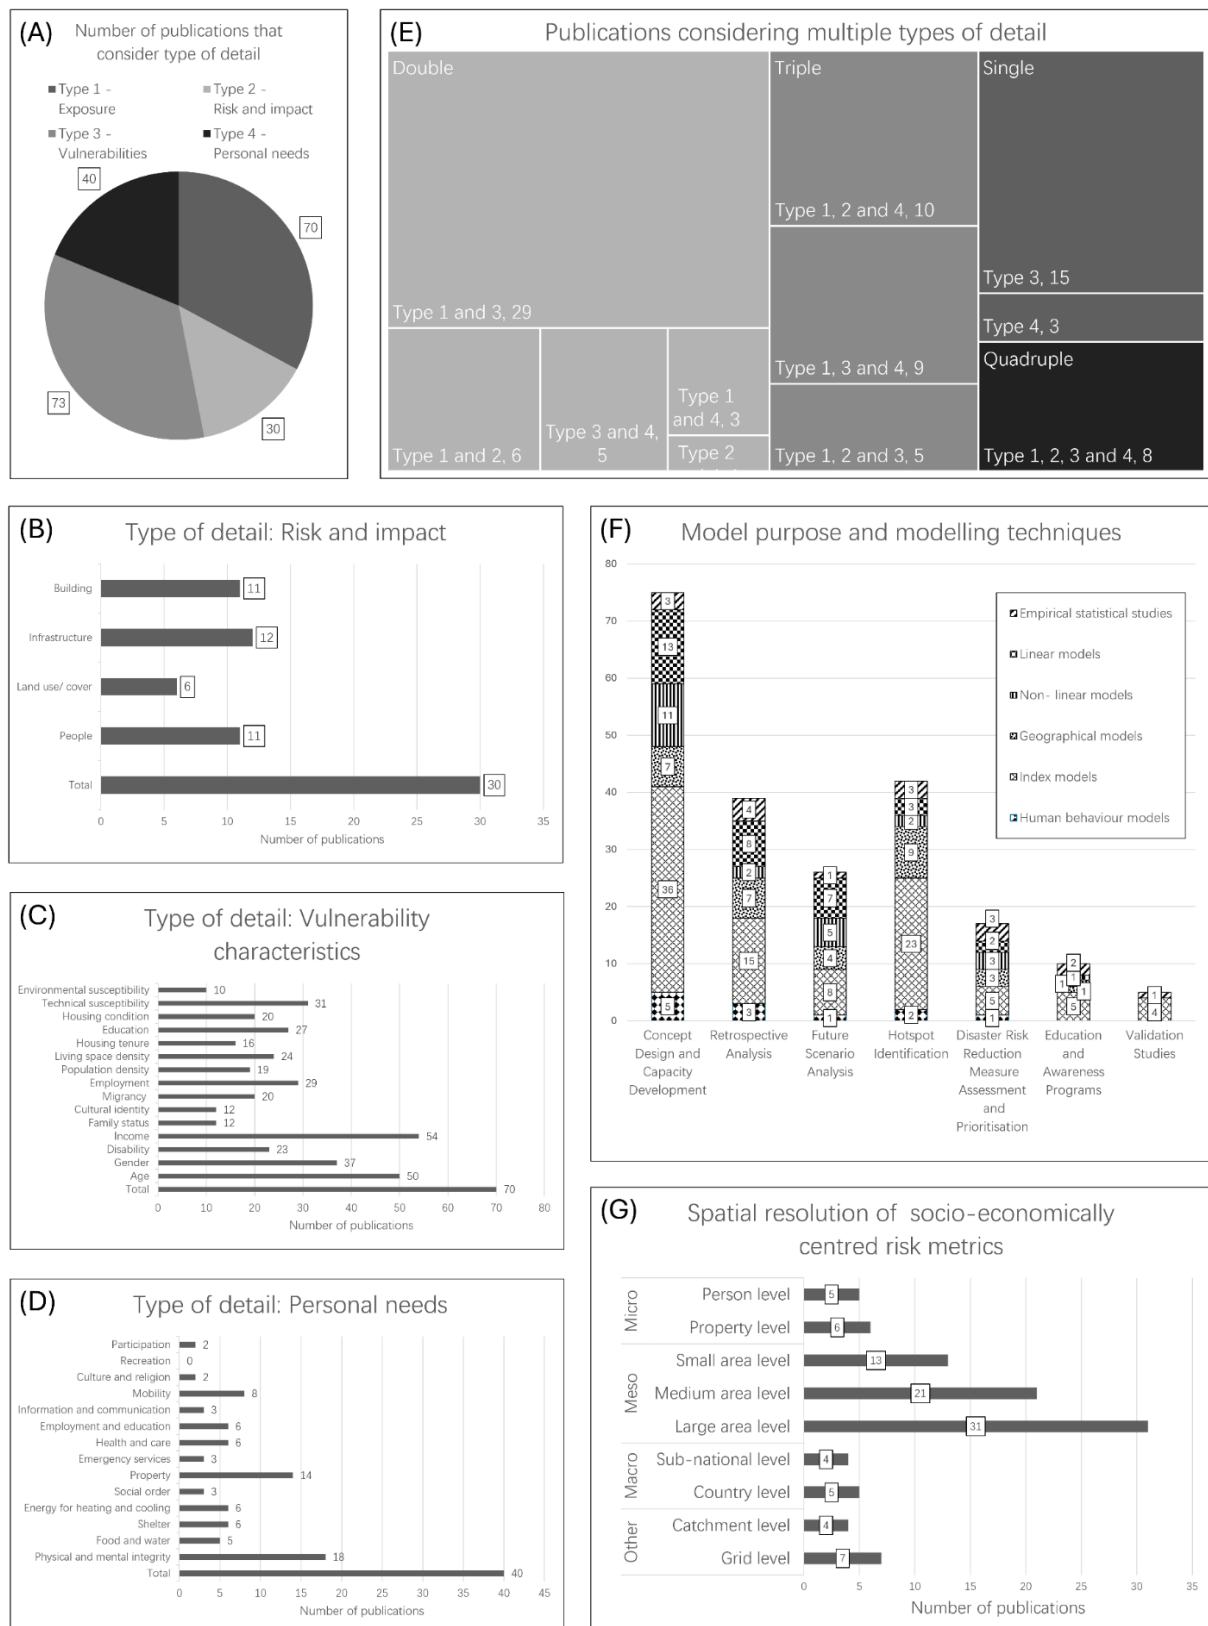 (A)
Number of publications that
consider type of detail
Type 1 -
Exposure
Type 2 -
Risk and impact
Type 3 -
Vulnerabilities
Type 4 -
Personal needs
40
70
73
30
(E)
Publications considering multiple types of detail
Double
Triple
Single
Type 1 and 3, 29
Type 1 and 2, 6
Type 3 and 4,
5
Type 1
and 4, 3
Type 2
Type 1, 2 and 4, 10
Type 1, 3 and 4, 9
Type 1, 2 and 3, 5
Type 3, 15
Type 4, 3
Quadruple
Type 1, 2, 3 and 4, 8
(B)
Type of detail: Risk and impact
Building
11
Infrastructure
12
Land use/ cover
6
People
11
Total
30
0 5 10 15 20 25 30 35
Number of publications
(C)
Type of detail: Vulnerability
characteristics
Environmental susceptibility 10
Technical susceptibility 31
Housing condition 20
Education 27
Housing tenure 16
Living space density 24
Population density 19
Employment 29
Migrancy 20
Cultural identity 12
Family status 12
Income 54
Disability 23
Gender 37
Age 50
Total 70
0 10 20 30 40 50 60 70 80
Number of publications
(D)
Type of detail: Personal needs
Participation 2
Recreation 0
Culture and religion 2
Mobility 8
Information and communication 3
Employment and education 6
Health and care 6
Emergency services 3
Property 14
Social order 3
Energy for heating and cooling 6
Shelter 6
Food and water 5
Physical and mental integrity 18
Total 40
0 5 10 15 20 25 30 35 40 45
Number of publications
(F)
Model purpose and modelling techniques
80
70
60
50
40
30
20
10
0
3
13
11
7
36
5
4
8
2
7
15
3
1
7
5
4
8
1
3
3
2
9
23
2
3
2
3
3
5
1
2
1
1
1
5
1
4
Empirical statistical studies
Linear models
Non- linear models
Geographical models
Index models
Human behaviour models
Concept
Design and
Capacity
Development
Retrospective
Analysis
Future
Scenario
Analysis
Hotspot
Identification
Disaster Risk
Reduction
Measure
Assessment
and
Prioritisation
Education
and
Awareness
Programs
Validation
Studies
(G)
Spatial resolution of socio-economically
centred risk metrics
Micro
Person level 5
Property level 6
Meso
Small area level 13
Medium area level 21
Large area level 31
Macro
Sub-national level 4
Country level 5
Other
Catchment level 4
Grid level 7
0 5 10 15 20 25 30 35
Number of publications